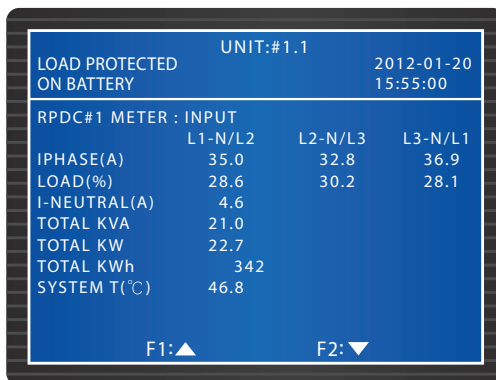 UNIT:#1.1
LOAD PROTECTED 2012-01-20
ON BATTERY 15:55:00
RPDC#1 METER : INPUT
L1-N/L2 L2-N/L3 L3-N/L1
IPHASE(A) 35.0 32.8 36.9
LOAD(%) 28.6 30.2 28.1
I-NEUTRAL(A) 4.6
TOTAL KVA 21.0
TOTAL KW 22.7
TOTAL KWh 342
SYSTEM T(℃) 46.8
F1:▲ F2:▼